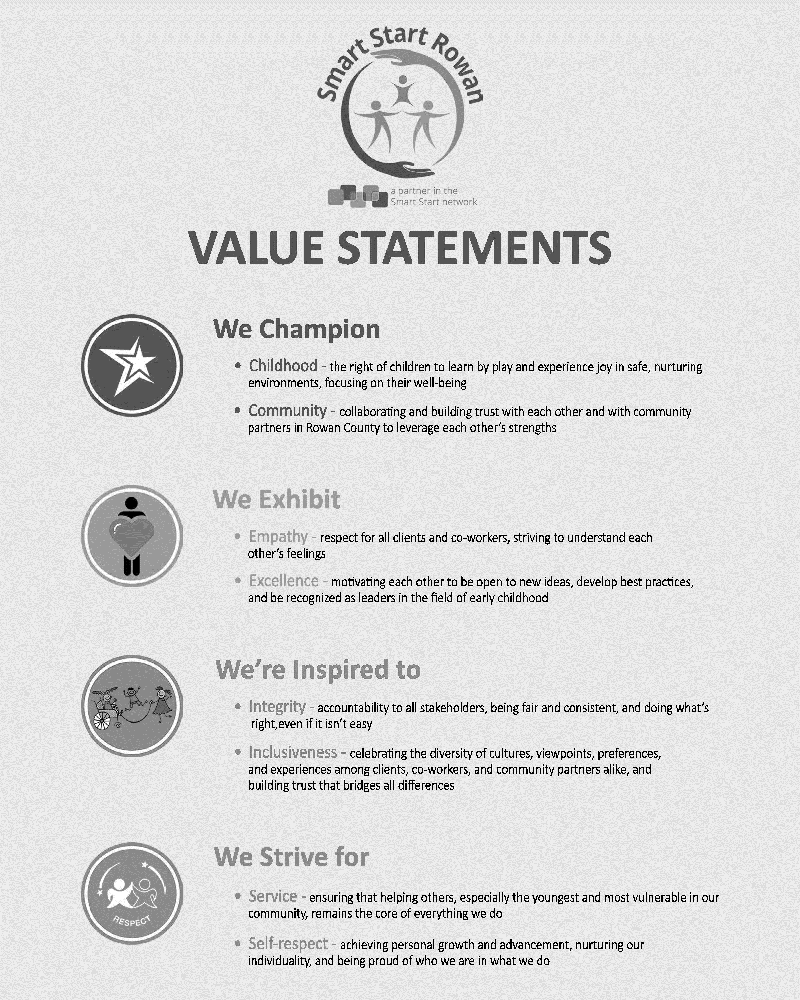 Smart Start Rowan
a partner in the
Smart Start network
VALUE STATEMENTS
We Champion
• Childhood - the right of children to learn by play and experience joy in safe, nurturing
environments, focusing on their well-being
• Community - collaborating and building trust with each other and with community
partners in Rowan County to leverage each other’s strengths
We Exhibit
• Empathy - respect for all clients and co-workers, striving to understand each
other’s feelings
• Excellence - motivating each other to be open to new ideas, develop best practices,
and be recognized as leaders in the field of early childhood
We’re Inspired to
• Integrity - accountability to all stakeholders, being fair and consistent, and doing what’s
right,even if it isn’t easy
• Inclusiveness - celebrating the diversity of cultures, viewpoints, preferences,
and experiences among clients, co-workers, and community partners alike, and
building trust that bridges all differences
We Strive for
RESPECT
• Service - ensuring that helping others, especially the youngest and most vulnerable in our
community, remains the core of everything we do
• Self-respect - achieving personal growth and advancement, nurturing our
individuality, and being proud of who we are in what we do